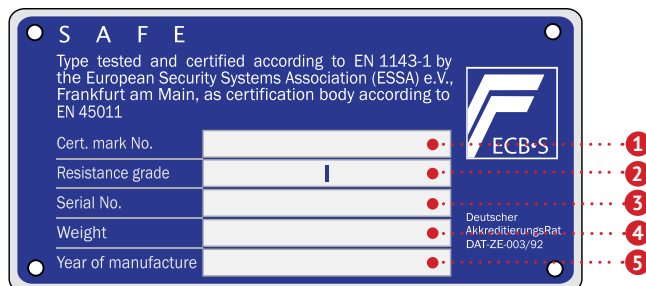 S A F E
Type tested and certified according to EN 1143-1 by
the European Security Systems Association (ESSA) e.V.,
Frankfurt am Main, as certification body according to
EN 45011
ECB·S
Cert. mark No.
1
Resistance grade
I
2
Serial No.
3
Weight
4
Year of manufacture
5
Deutscher
AkkreditierungsRat
DAT-ZE-003/92